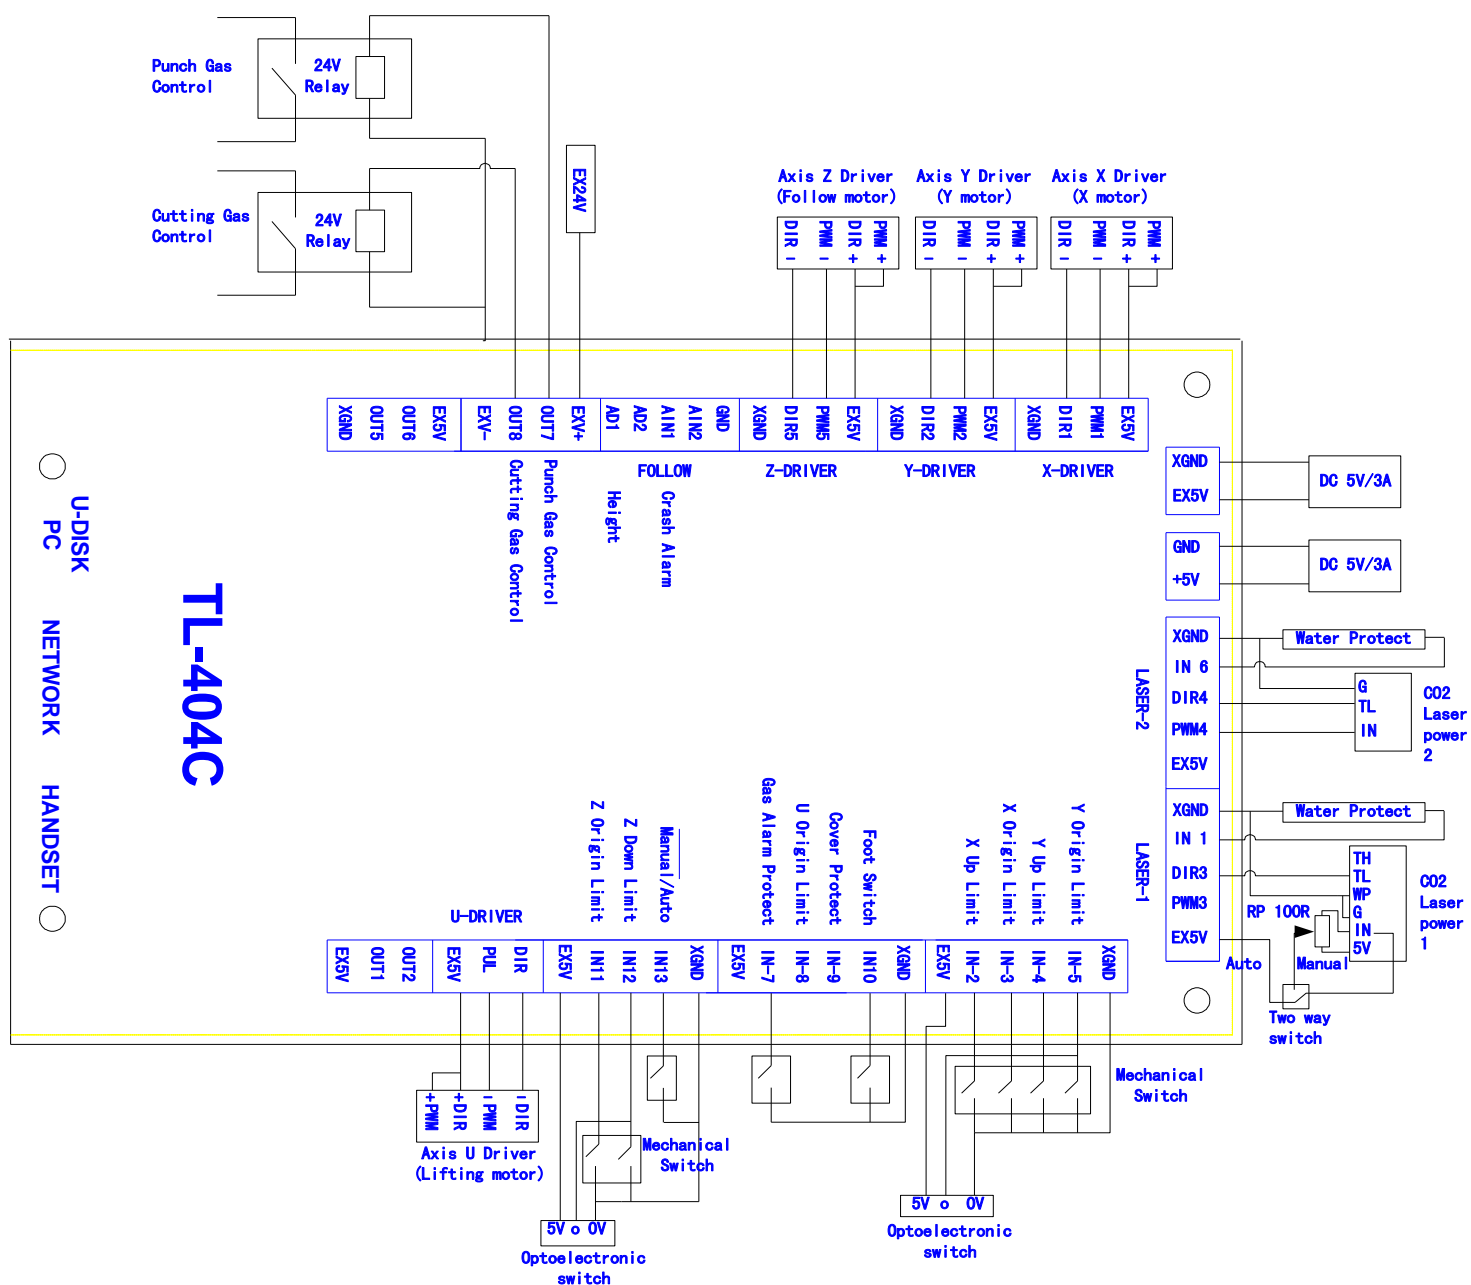 Punch Gas
Control
24V
Relay
Cutting Gas
Control
24V
Relay
EX24V
Axis Z Driver
(Follow motor)
DIR -
PWM -
DIR +
PWM +
Axis Y Driver
(Y motor)
DIR -
PWM -
DIR +
PWM +
Axis X Driver
(X motor)
DIR -
PWM -
DIR +
PWM +
XGND
OUT5
OUT6
EX5V
EXV-
OUT8
OUT7
EXV+
AD1
AD2
AIN1
AIN2
GND
XGND
DIR5
PWM5
EX5V
XGND
DIR2
PWM2
EX5V
XGND
DIR1
PWM1
EX5V
FOLLOW
Z-DRIVER
Y-DRIVER
X-DRIVER
Cutting Gas Control
Punch Gas Control
Height
Crash Alarm
U-DISK
PC
NETWORK
HANDSET
TL-404C
XGND
EX5V
DC 5V/3A
GND
+5V
DC 5V/3A
LASER-2
XGND
IN 6
DIR4
PWM4
EX5V
Water Protect
G
TL
IN
CO2
Laser
power
2
LASER-1
XGND
IN 1
DIR3
PWM3
EX5V
Water Protect
TH
TL
WP
G
IN
5V
CO2
Laser
power
1
RP 100R
Auto
Manual
Two way
switch
Z Origin Limit
Z Down Limit
Manual/Auto
Gas Alarm Protect
U Origin Limit
Cover Protect
Foot Switch
X Up Limit
X Origin Limit
Y Up Limit
Y Origin Limit
U-DRIVER
EX5V
OUT1
OUT2
EX5V
PUL
DIR
EX5V
IN11
IN12
IN13
XGND
EX5V
IN-7
IN-8
IN-9
IN10
XGND
EX5V
IN-2
IN-3
IN-4
IN-5
XGND
+PWM
+DIR
-PWM
-DIR
Axis U Driver
(Lifting motor)
Mechanical
Switch
5V o 0V
Optoelectronic
switch
Mechanical
Switch
5V o 0V
Optoelectronic
switch